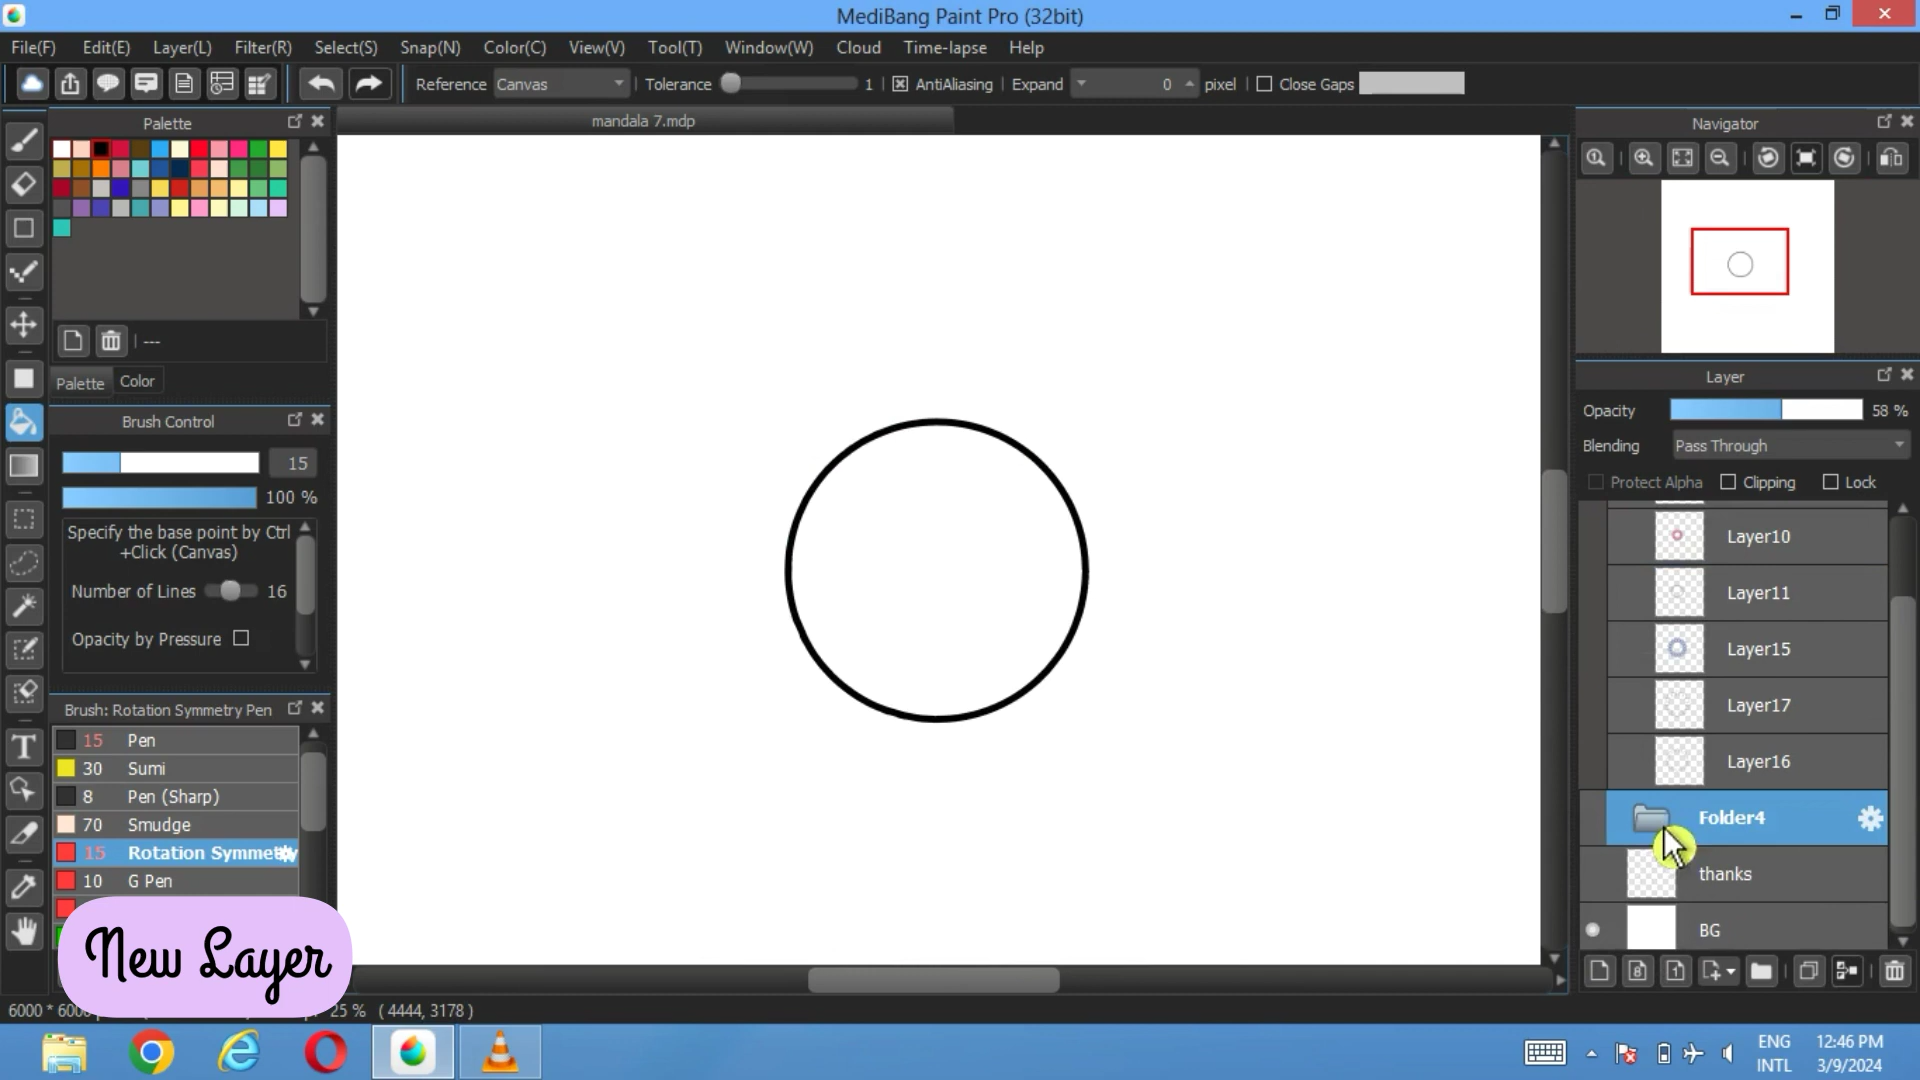 MediBang Paint Pro (32bit)
File(F) Edit(E) Layer(L) Filter(R) Select(S) Snap(N) Color(C) View(V) Tool(T) Window(W) Cloud Time-lapse Help
Reference Canvas Tolerance 1 AntiAliasing Expand 0 pixel Close Gaps
Palette
mandala 7.mdp
Navigator
---
Palette Color
Layer
Opacity 58 %
Blending Pass Through
Protect Alpha Clipping Lock
Brush Control
15
100 %
Specify the base point by Ctrl
+Click (Canvas)
Number of Lines 16
Opacity by Pressure
Layer10
Layer11
Layer15
Layer17
Layer16
Folder4
thanks
BG
Brush: Rotation Symmetry Pen
15 Pen
30 Sumi
8 Pen (Sharp)
70 Smudge
15 Rotation Symmetry
10 G Pen
New Layer
6000 * 600 25 % ( 4444, 3178 )
ENG
INTL
12:46 PM
3/9/2024